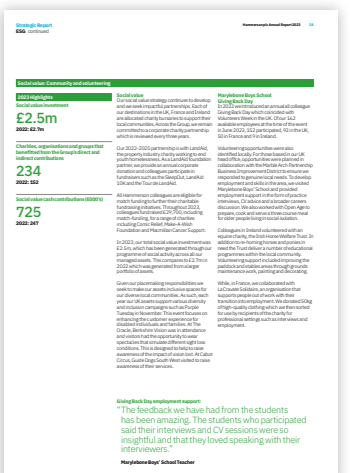 Strategic Report
ESG continued
Hammerson plc Annual Report 2023
Social value: Community and volunteering
2023 Highlights
Social value investment
£2.5m
2022: £2.7m
Charities, organisations and groups that
benefitted from the Group's direct and
indirect contributions
234
2022: 152
Social value cash contributions (£000's)
725
2022: 247
Social value
Our social value strategy continues to develop
and we seek impactful partnerships. Each of
our destinations in the UK, France and Ireland
are allocated charity bursaries to support their
local communities. Across the Group, we remain
committed to a corporate charity partnership
which is reviewed every three years.
Our 2022-2025 partnership is with LandAid,
the property industry charity working to end
youth homelessness. As a LandAid foundation
partner, we provide an annual corporate
donation and colleagues participate in
fundraisers such as the SleepOut, LandAid
10K and the Tour de LandAid.
All Hammerson colleagues are eligible for
match funding to further their charitable
fundraising initiatives. Throughout 2023,
colleagues fundraised £39,700, including
match-funding, for a range of charities
including Comic Relief, Make-A-Wish
Foundation and Macmillan Cancer Support.
In 2023, our total social value investment was
£2.5m, which has been generated through our
programme of social activity across all our
managed assets. This compares to £2.7m in
2022 which was generated from a larger
portfolio of assets.
Given our placemaking responsibilities we
seek to make our assets inclusive spaces for
our diverse local communities. As such, each
year our UK assets support various diversity
and inclusion campaigns such as Purple
Tuesday in November. This event focuses on
enhancing the customer experience for
disabled individuals and families. At The
Oracle, Berkshire Vision was in attendance
and visitors had the opportunity to wear
spectacles that simulate different sight loss
conditions. This is designed to help to raise
awareness of the impact of vision loss. At Cabot
Circus, Guide Dogs South West visited to raise
awareness of their services.
Marylebone Boys School
Giving Back Day
In 2023 we introduced an annual all colleague
Giving Back Day which coincided with
Volunteers Week in the UK. Of our 162
available employees at the time of the event
in June 2023, 152 participated, 93 in the UK,
50 in France and 9 in Ireland.
Volunteering opportunities were also
identified locally. For those based in our UK
head office, opportunities were planned in
collaboration with the Marble Arch Partnership
Business Improvement District to ensure we
responded to genuine local needs. To develop
employment and skills in the area, we visited
Marylebone Boys' School and provided
employment support in the form of practice
interviews, CV advice and a broader careers
discussion. We also worked with Open Age to
prepare, cook and serve a three course meal
for older people living in social isolation.
Colleagues in Ireland volunteered with an
equine charity, the Irish Horse Welfare Trust. In
addition to re-homing horses and ponies in
need the Trust deliver a number of educational
programmes within the local community.
Volunteering support included improving the
paddock and stables areas through grounds
maintenance work, painting and decorating.
While, in France, we collaborated with
La Cravate Solidaire, an organisation that
supports people out of work with their
transition into employment. We donated 50kg
of high-quality clothing which we then sorted
for use by recipients of the charity for
professional settings such as interviews and
employment.
Giving Back Day employment support:
"The feedback we have had from the students
has been amazing. The students who participated
said their interviews and CV sessions were so
insightful and that they loved speaking with their
interviewers."
Marylebone Boys' School Teacher